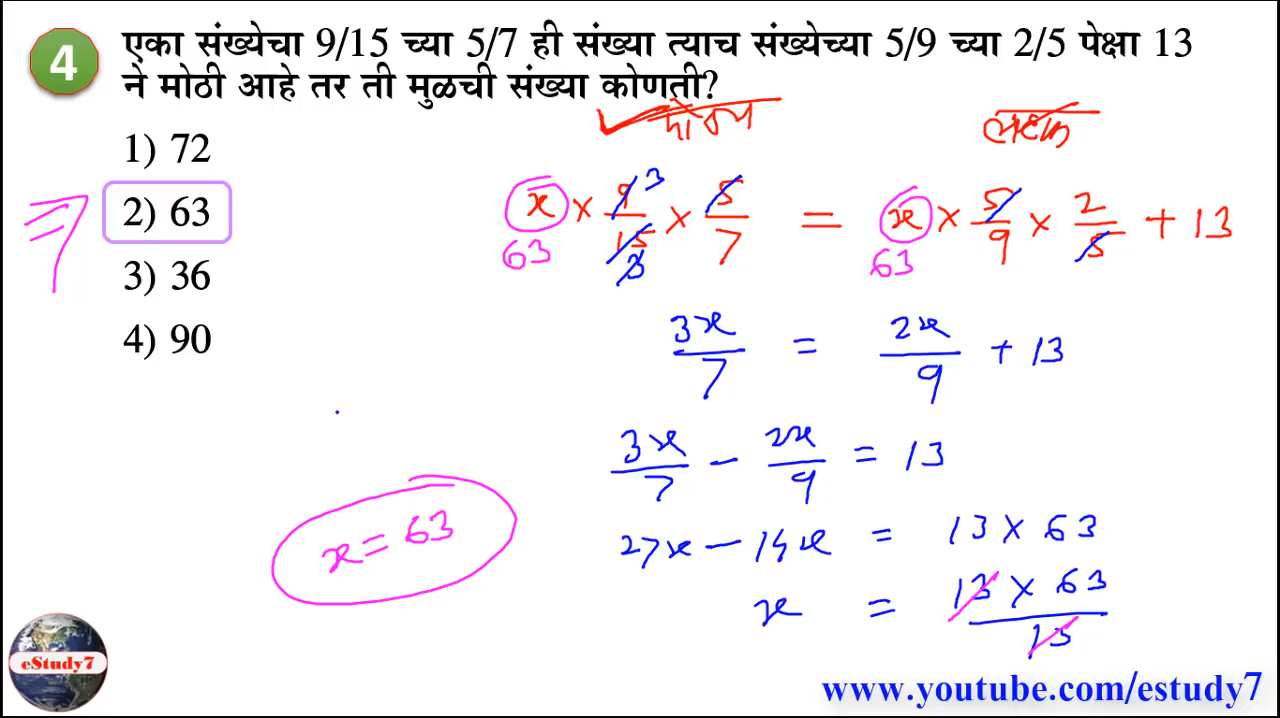 4
एका संख्येचा 9/15 च्या 5/7 ही संख्या त्याच संख्येच्या 5/9 च्या 2/5 पेक्षा 13
ने मोठी आहे तर ती मुळची संख्या कोणती?
1) 72
2) 63
3) 36
4) 90
x × 9/15 × 5/7 = x × 5/9 × 2/5 + 13
3 3
63 63
3x/7 = 2x/9 + 13
3x/7 - 2x/9 = 13
27x - 14x = 13 × 63
x = 13 × 63/13
x = 63
eStudy7
www.youtube.com/estudy7